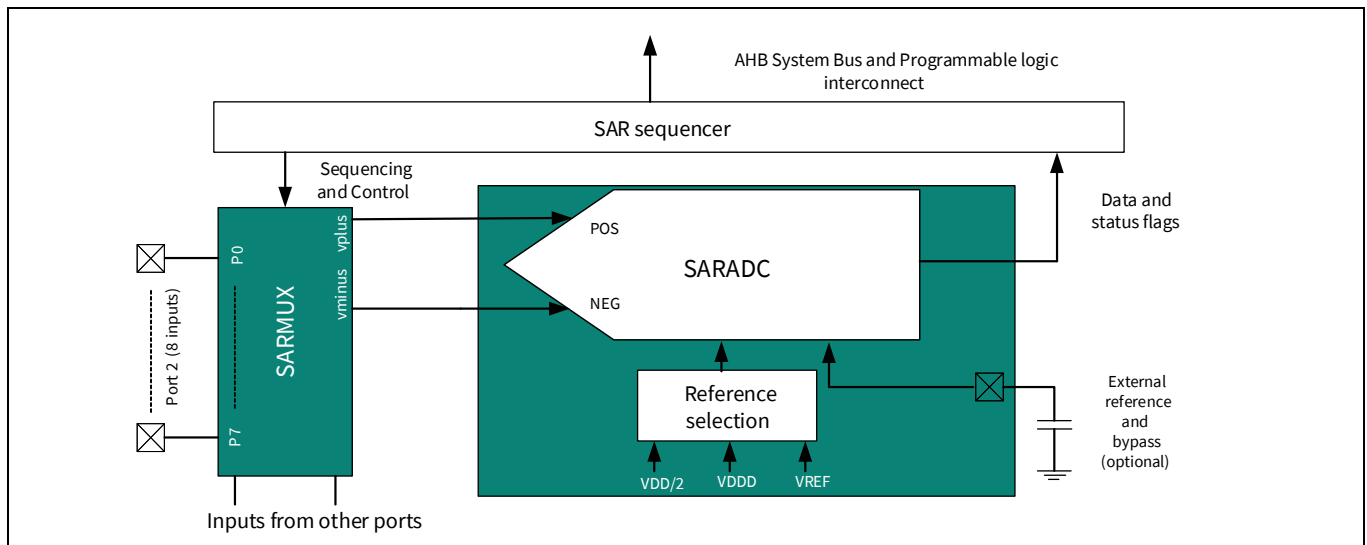 AHB System Bus and Programmable logic
interconnect
SAR sequencer
Sequencing
and Control
Data and
status flags
vplus
vminus
P0
P7
SARMUX
Port 2 (8 inputs)
POS
NEG
SARADC
Reference
selection
VDD/2
VDDD
VREF
External
reference
and
bypass
(optional)
Inputs from other ports